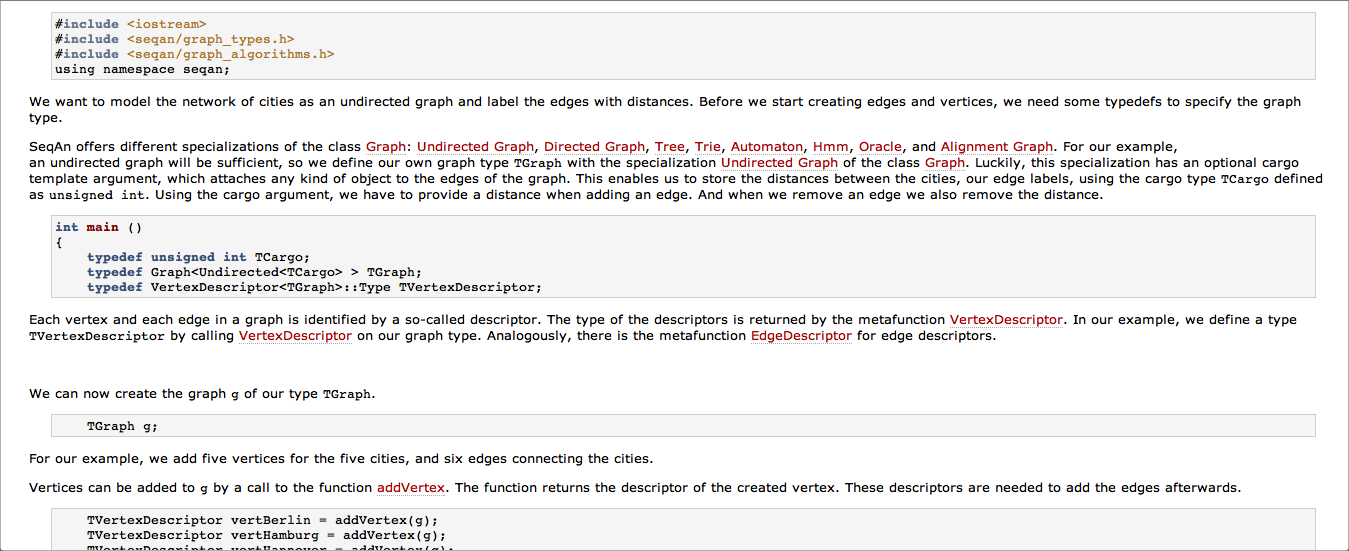 #include <iostream>
#include <seqan/graph_types.h>
#include <seqan/graph_algorithms.h>
using namespace seqan;
We want to model the network of cities as an undirected graph and label the edges with distances. Before we start creating edges and vertices, we need some typedefs to specify the graph
type.
SeqAn offers different specializations of the class Graph: Undirected Graph, Directed Graph, Tree, Trie, Automaton, Hmm, Oracle, and Alignment Graph. For our example,
an undirected graph will be sufficient, so we define our own graph type TGraph with the specialization Undirected Graph of the class Graph. Luckily, this specialization has an optional cargo
template argument, which attaches any kind of object to the edges of the graph. This enables us to store the distances between the cities, our edge labels, using the cargo type TCargo defined
as unsigned int. Using the cargo argument, we have to provide a distance when adding an edge. And when we remove an edge we also remove the distance.
int main ()
{
    typedef unsigned int TCargo;
    typedef Graph<Undirected<TCargo> > TGraph;
    typedef VertexDescriptor<TGraph>::Type TVertexDescriptor;
Each vertex and each edge in a graph is identified by a so-called descriptor. The type of the descriptors is returned by the metafunction VertexDescriptor. In our example, we define a type
TVertexDescriptor by calling VertexDescriptor on our graph type. Analogously, there is the metafunction EdgeDescriptor for edge descriptors.
We can now create the graph g of our type TGraph.
    TGraph g;
For our example, we add five vertices for the five cities, and six edges connecting the cities.
Vertices can be added to g by a call to the function addVertex. The function returns the descriptor of the created vertex. These descriptors are needed to add the edges afterwards.
    TVertexDescriptor vertBerlin = addVertex(g);
    TVertexDescriptor vertHamburg = addVertex(g);
    TVertexDescriptor vertHannover = addVertex(g);